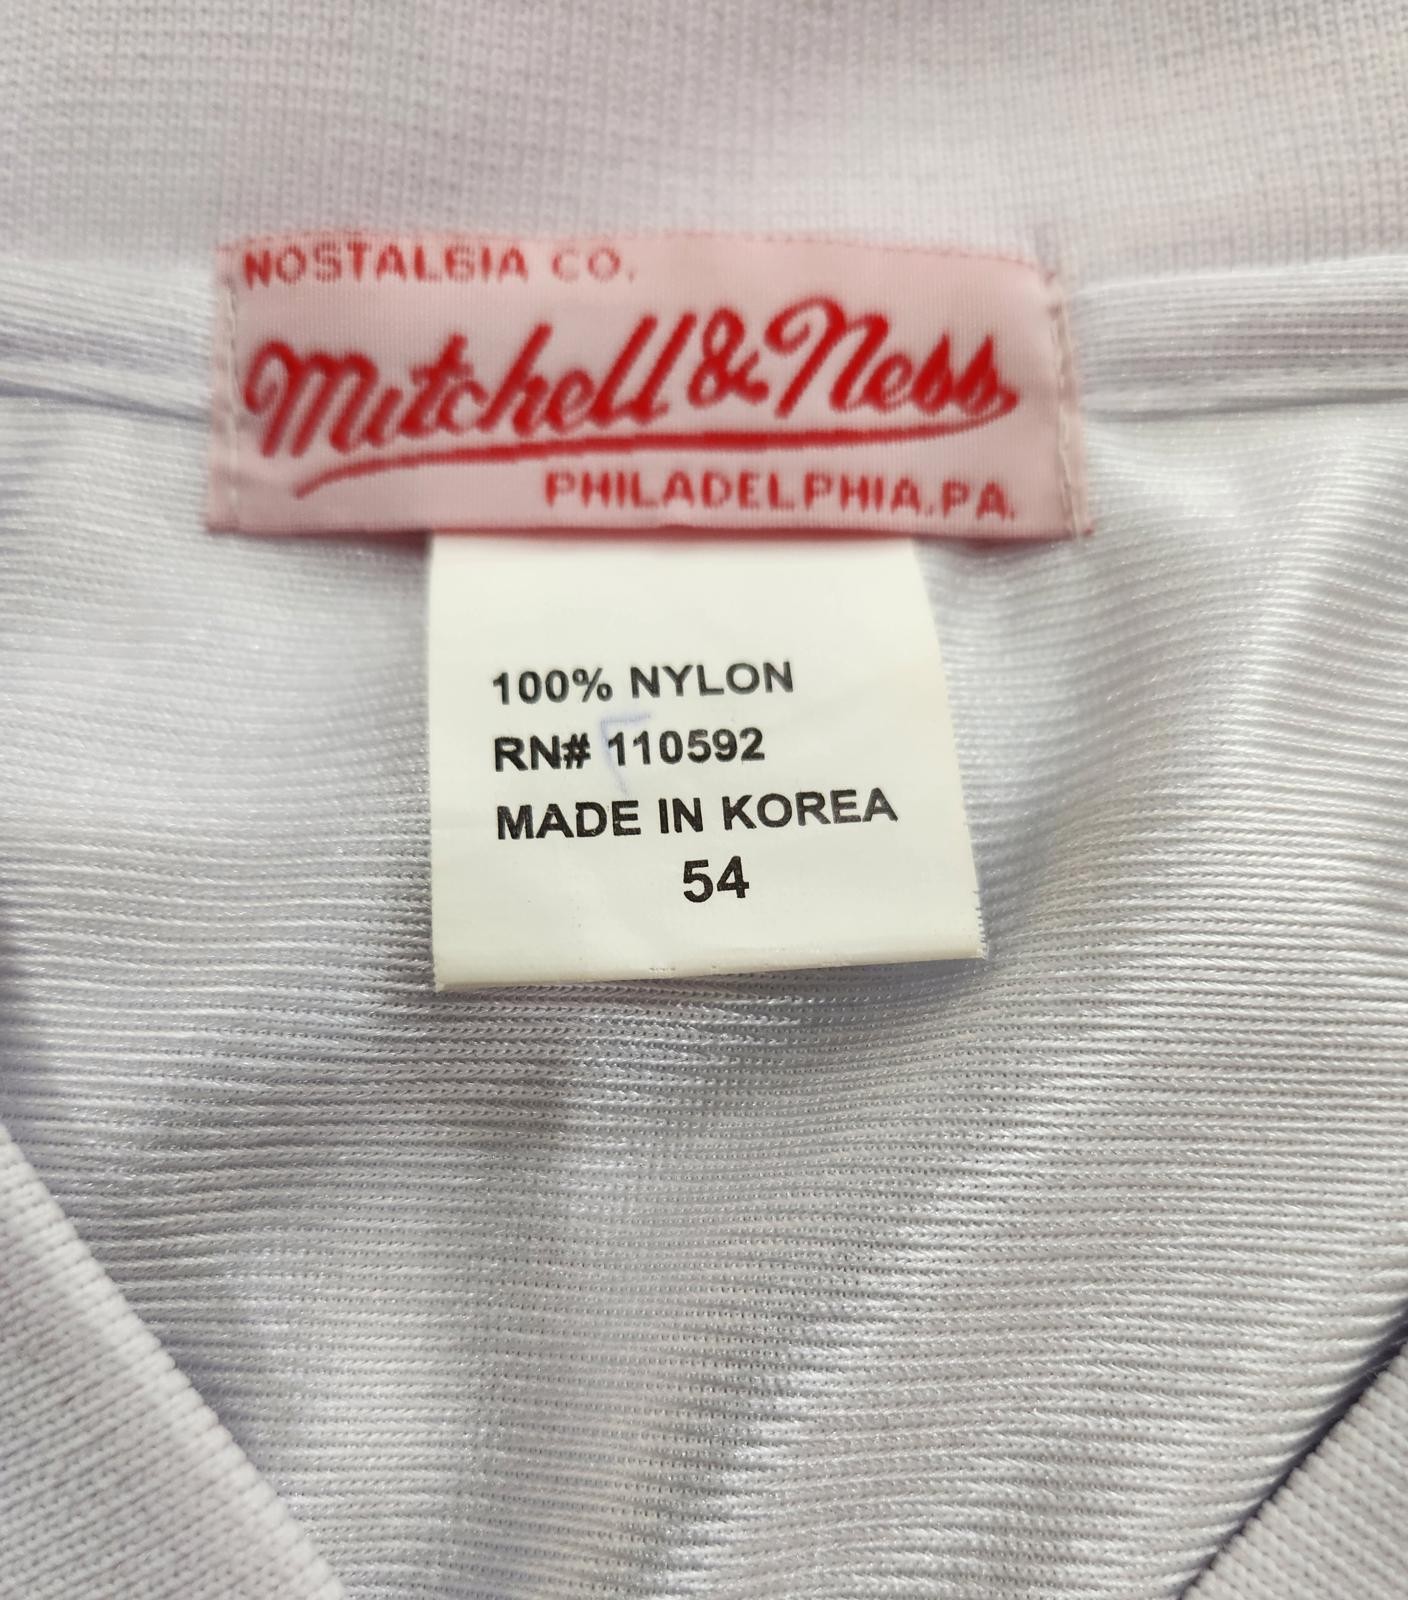 NOSTALGIA CO.
Mitchell & Ness
PHILADELPHIA, PA.
100% NYLON
RN# 110592
MADE IN KOREA
54